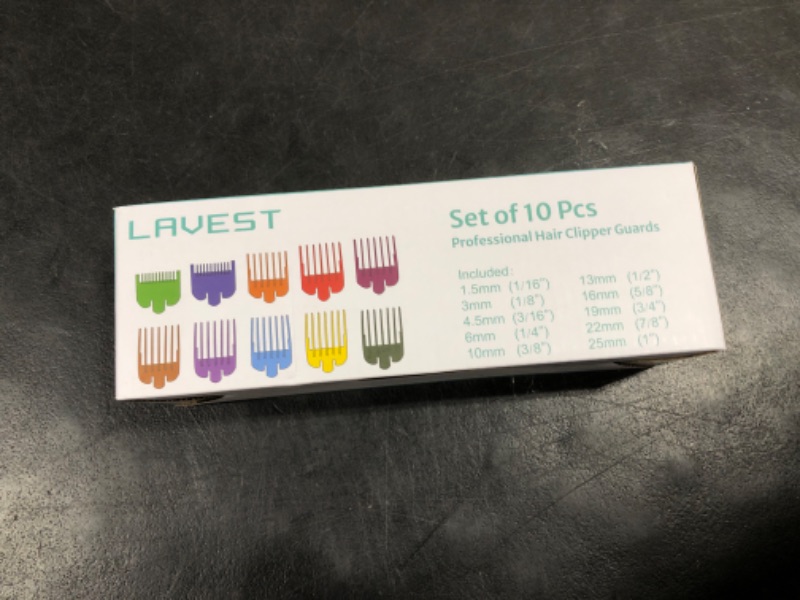 LAVEST
Set of 10 Pcs
Professional Hair Clipper Guards
Included:
1.5mm (1/16")
3mm (1/8")
4.5mm (3/16")
6mm (1/4")
10mm (3/8")
13mm (1/2")
16mm (5/8")
19mm (3/4")
22mm (7/8")
25mm (1")